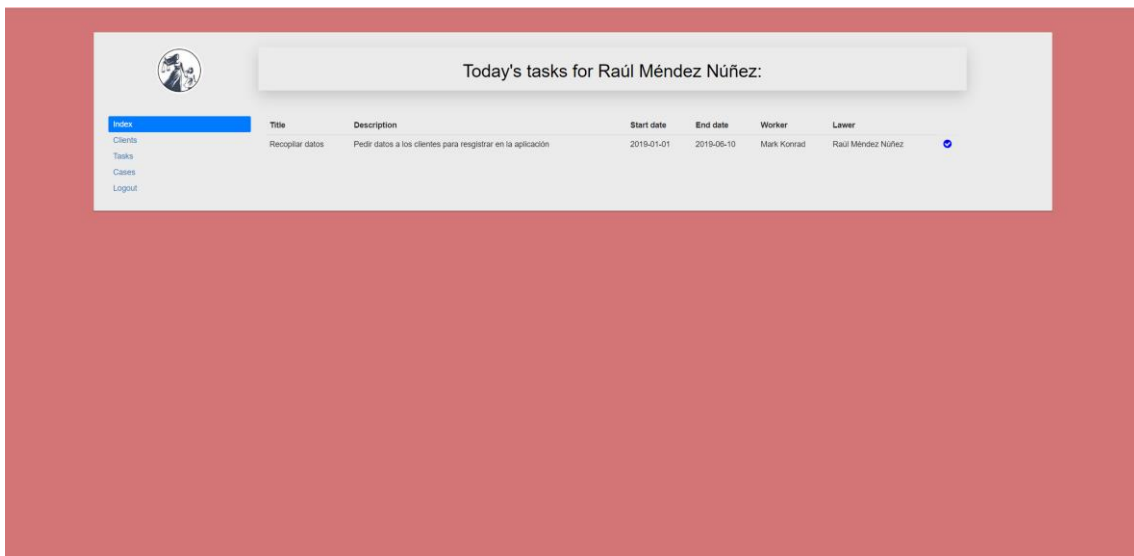 Today's tasks for Raúl Méndez Núñez:
Index
Clients
Tasks
Cases
Logout
Title Description Start date End date Worker Lawer
Recopilar datos Pedir datos a los clientes para resgistrar en la aplicación 2019-01-01 2019-06-10 Mark Konrad Raúl Méndez Núñez